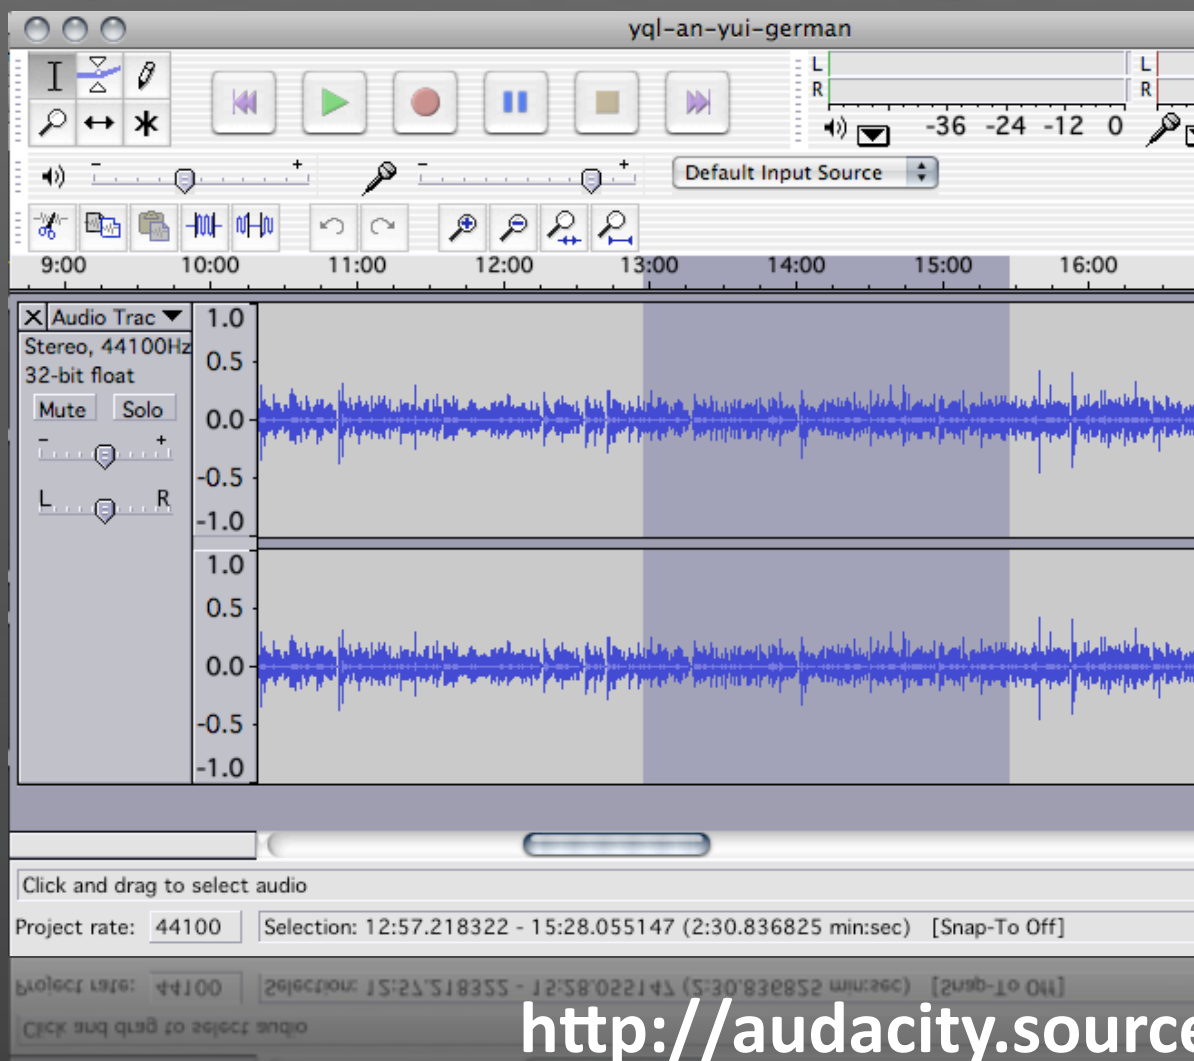 yql-an-yui-german
L
R
-36 -24 -12 0
L
R
- + - + Default Input Source
9:00 10:00 11:00 12:00 13:00 14:00 15:00 16:00
X Audio Trac
Stereo, 44100Hz
32-bit float
Mute Solo
- +
L R
1.0
0.5
0.0
-0.5
-1.0
1.0
0.5
0.0
-0.5
-1.0
Click and drag to select audio
Project rate: 44100 Selection: 12:57.218322 - 15:28.055147 (2:30.836825 min:sec) [Snap-To Off]
http://audacity.source